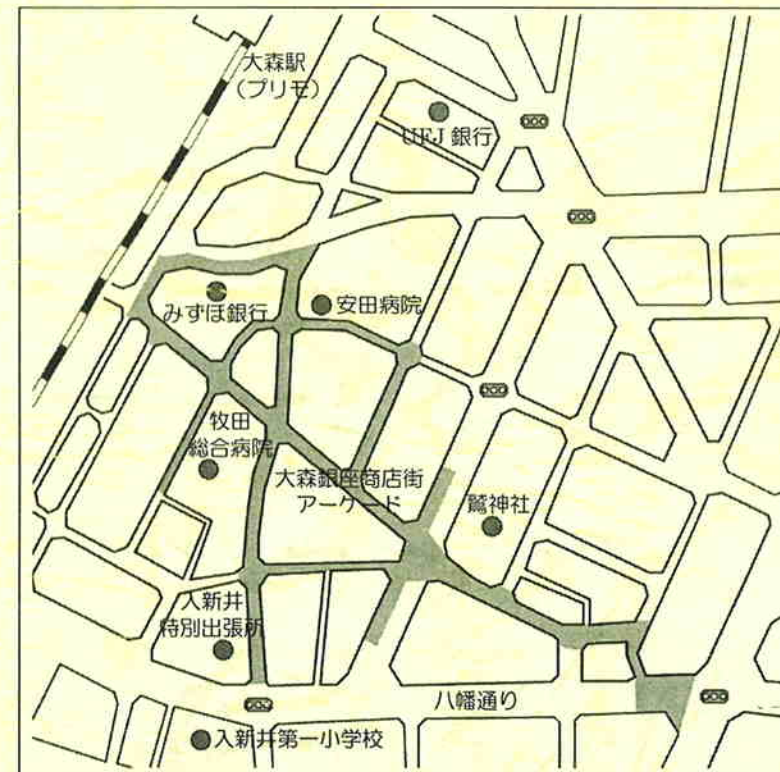 大森駅
(プリモ)
UFJ 銀行
みずほ銀行
安田病院
牧田
総合病院
大森銀座商店街
アーケード
鷲神社
入新井
特別出張所
八幡通り
入新井第一小学校